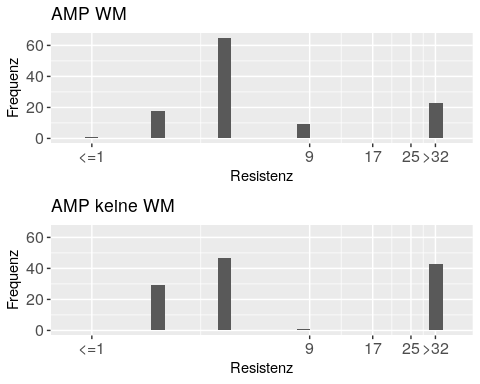 AMP WM
Frequenz
60
40
20
0
<=1 9 17 25 >32
Resistenz
AMP keine WM
Frequenz
60
40
20
0
<=1 9 17 25 >32
Resistenz